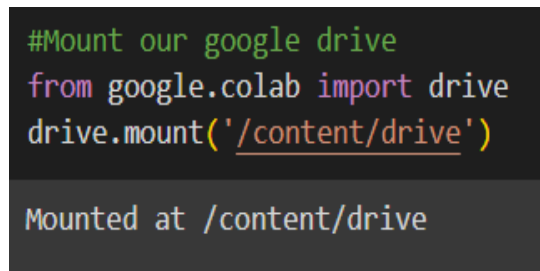 #Mount our google drive
from google.colab import drive
drive.mount('/content/drive')
Mounted at /content/drive